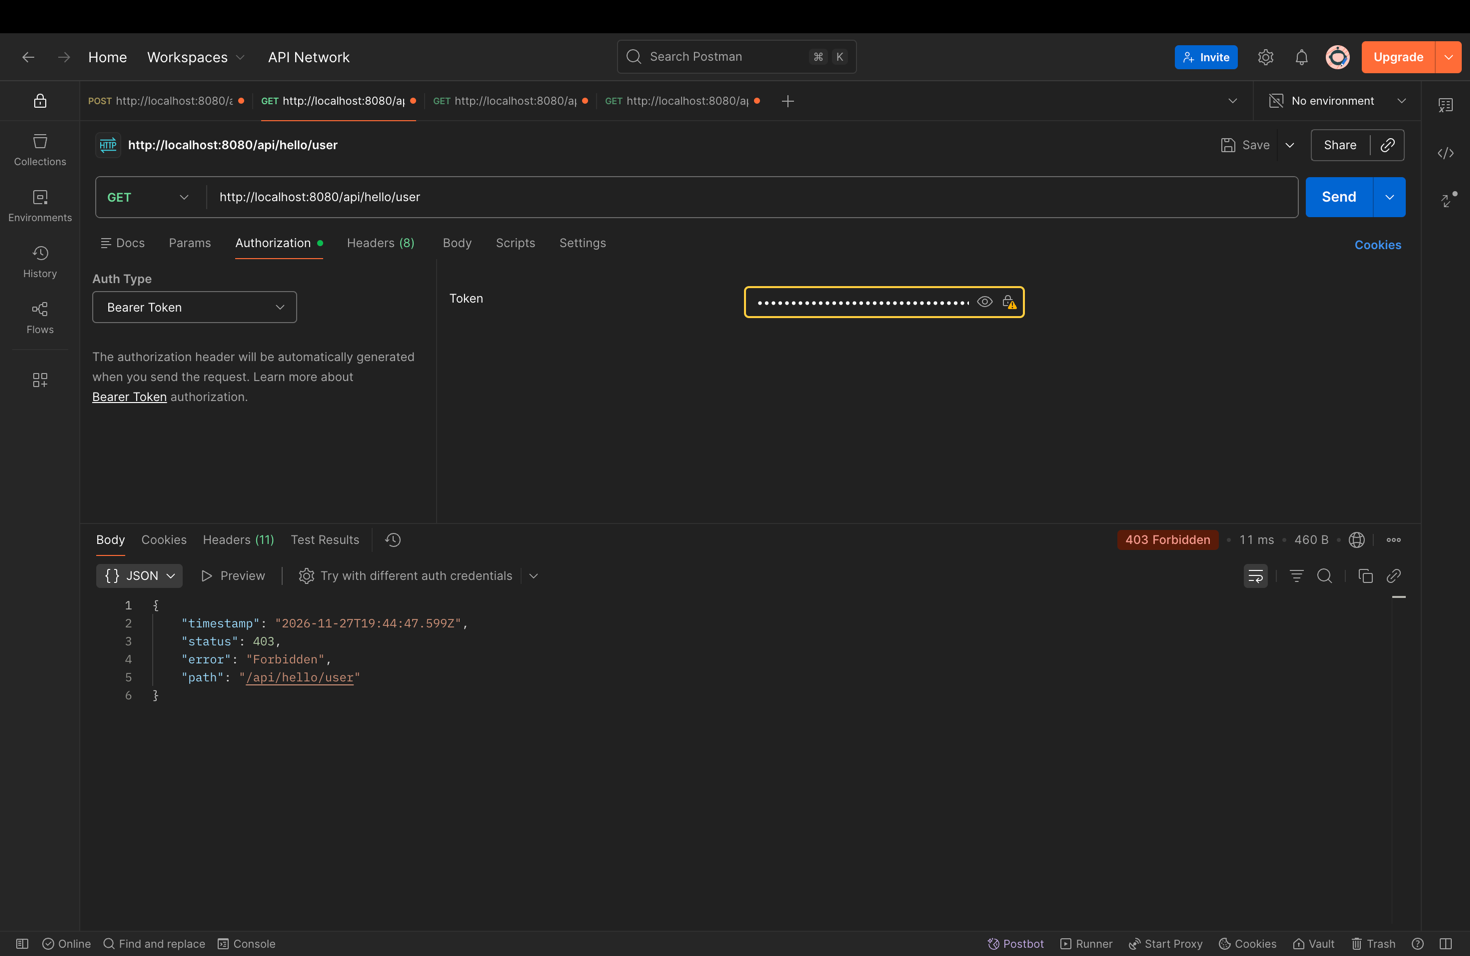 Home Workspaces API Network Search Postman ⌘ K Invite Upgrade
POST http://localhost:8080/a GET http://localhost:8080/a GET http://localhost:8080/a GET http://localhost:8080/a No environment
HTTP http://localhost:8080/api/hello/user Save Share
GET http://localhost:8080/api/hello/user Send
Docs Params Authorization Headers (8) Body Scripts Settings Cookies
Collections
Environments
History
Flows
Auth Type
Bearer Token
The authorization header will be automatically generated
when you send the request. Learn more about
Bearer Token authorization.
Token
Body Cookies Headers (11) Test Results 403 Forbidden • 11 ms • 460 B •
{} JSON Preview Try with different auth credentials
1 {
2 "timestamp": "2026-11-27T19:44:47.599Z",
3 "status": 403,
4 "error": "Forbidden",
5 "path": "/api/hello/user"
6 }
Online Find and replace Console Postbot Runner Start Proxy Cookies Vault Trash